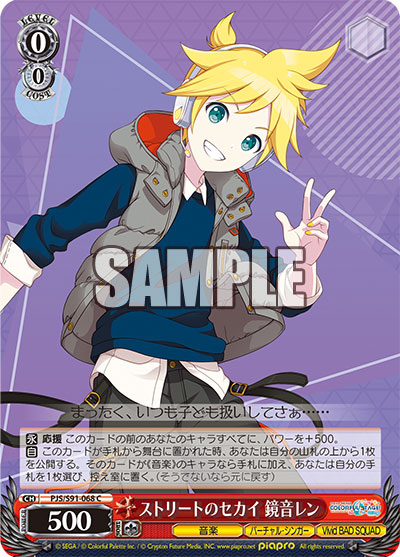 LEVEL
0
0
COST
SAMPLE
まったく、いつも子ども扱いしてさぁ……
永 応援 このカードの前のあなたのキャラすべてに、パワーを+500。
自 このカードが手札から舞台に置かれた時、あなたは自分の山札の上から1枚
を公開する。そのカードが《音楽》のキャラなら手札に加え、あなたは自分の手
札を1枚選び、控え室に置く。（そうでないなら元に戻す）
CH PJS/S91-068 C
500
ストリートのセカイ 鏡音レン
COLORFUL STAGE!
音楽 バーチャル・シンガー Vivid BAD SQUAD
© SEGA / © Colorful Palette Inc. / © Crypton Future Media, INC. www.piapro.net piapro All rights reserved.